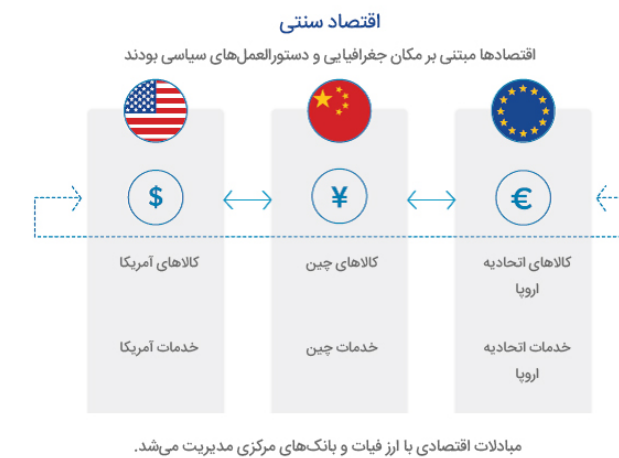 اقتصاد سنتی
اقتصادها مبتنی بر مکان جغرافیایی و دستورالعمل‌های سیاسی بودند
€
¥
$
کالاهای اتحادیه
اروپا
کالاهای چین
کالاهای آمریکا
خدمات اتحادیه
اروپا
خدمات چین
خدمات آمریکا
مبادلات اقتصادی با ارز فیات و بانک‌های مرکزی مدیریت می‌شد.